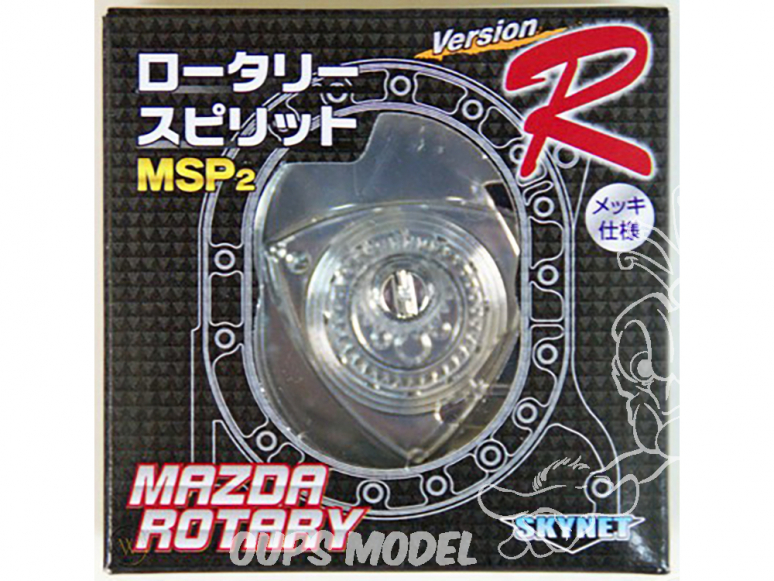 Version
R
ロータリー
スピリット
MSP2
メッキ
仕様
MAZDA
ROTARY
SKYNET
OUPS MODEL